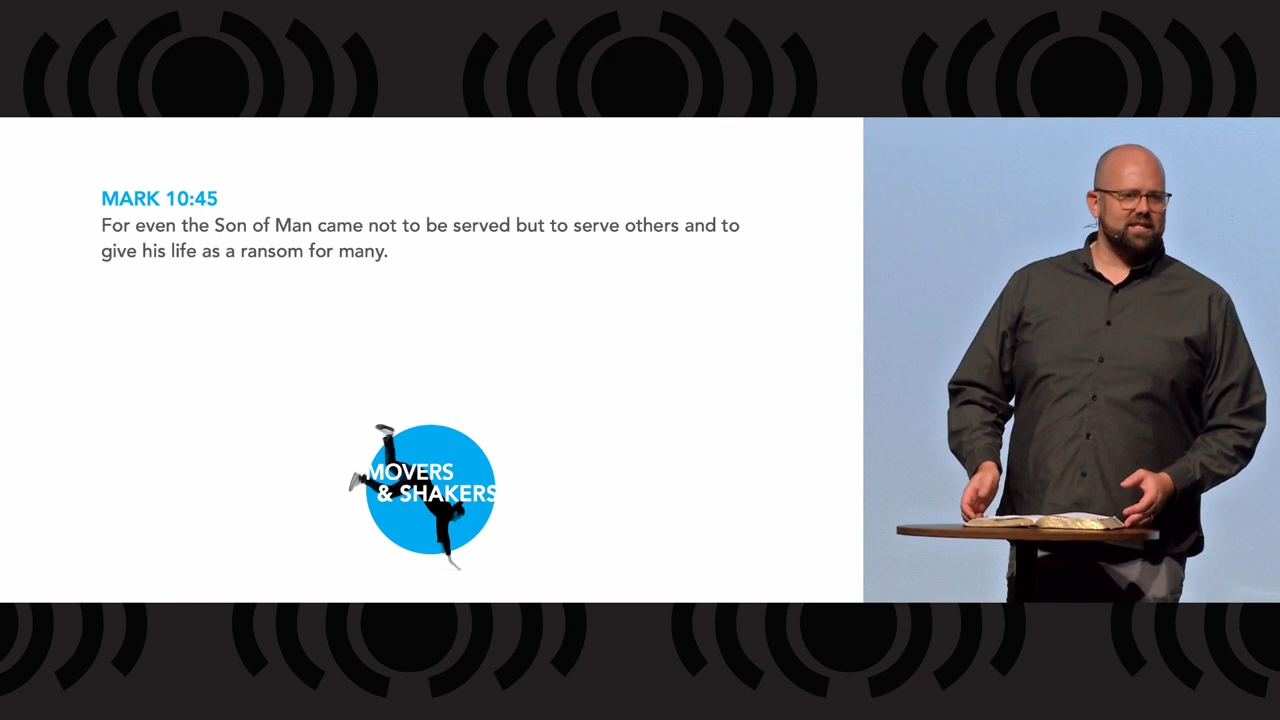 MARK 10:45
For even the Son of Man came not to be served but to serve others and to
give his life as a ransom for many.
MOVERS
& SHAKERS